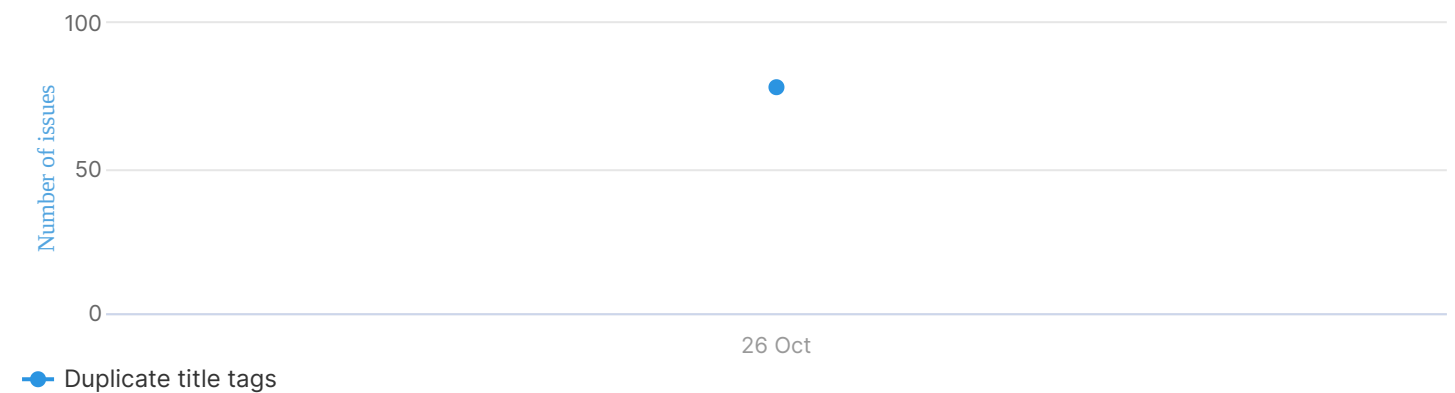 100
Number of issues
50
0
26 Oct
Duplicate title tags